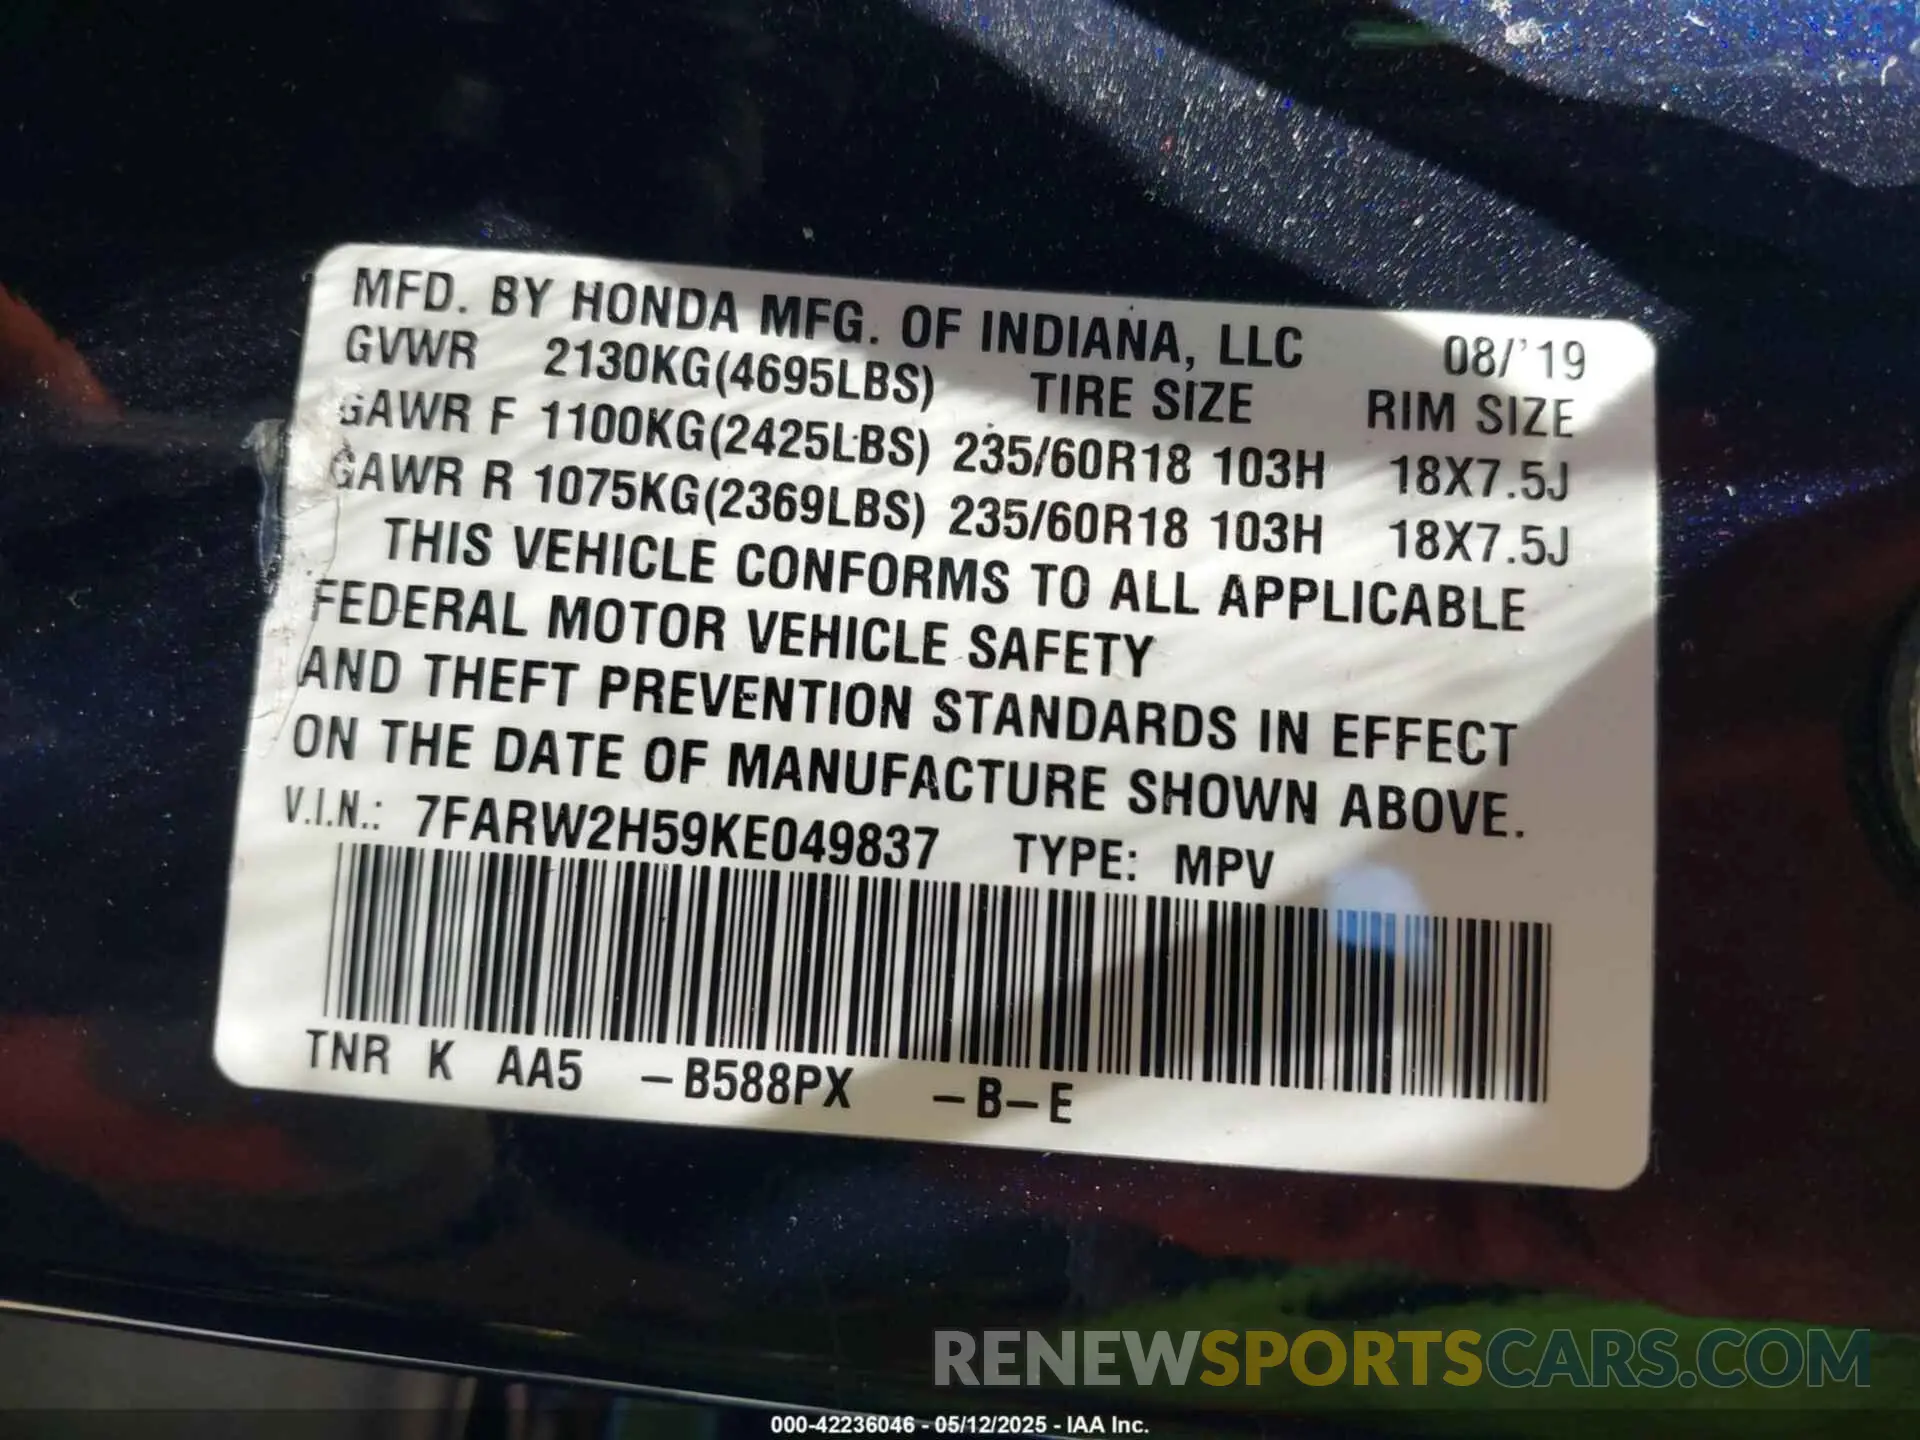 MFD. BY HONDA MFG. OF INDIANA, LLC 08/'19
GVWR 2130KG(4695LBS) TIRE SIZE RIM SIZE
GAWR F 1100KG(2425LBS) 235/60R18 103H 18X7.5J
GAWR R 1075KG(2369LBS) 235/60R18 103H 18X7.5J
THIS VEHICLE CONFORMS TO ALL APPLICABLE
FEDERAL MOTOR VEHICLE SAFETY
AND THEFT PREVENTION STANDARDS IN EFFECT
ON THE DATE OF MANUFACTURE SHOWN ABOVE.
V.I.N.: 7FARW2H59KE049837 TYPE: MPV
TNR K AA5 -B588PX -B-E
RENEWSPORTSCARS.COM
000-42236046 - 05/12/2025 - IAA Inc.